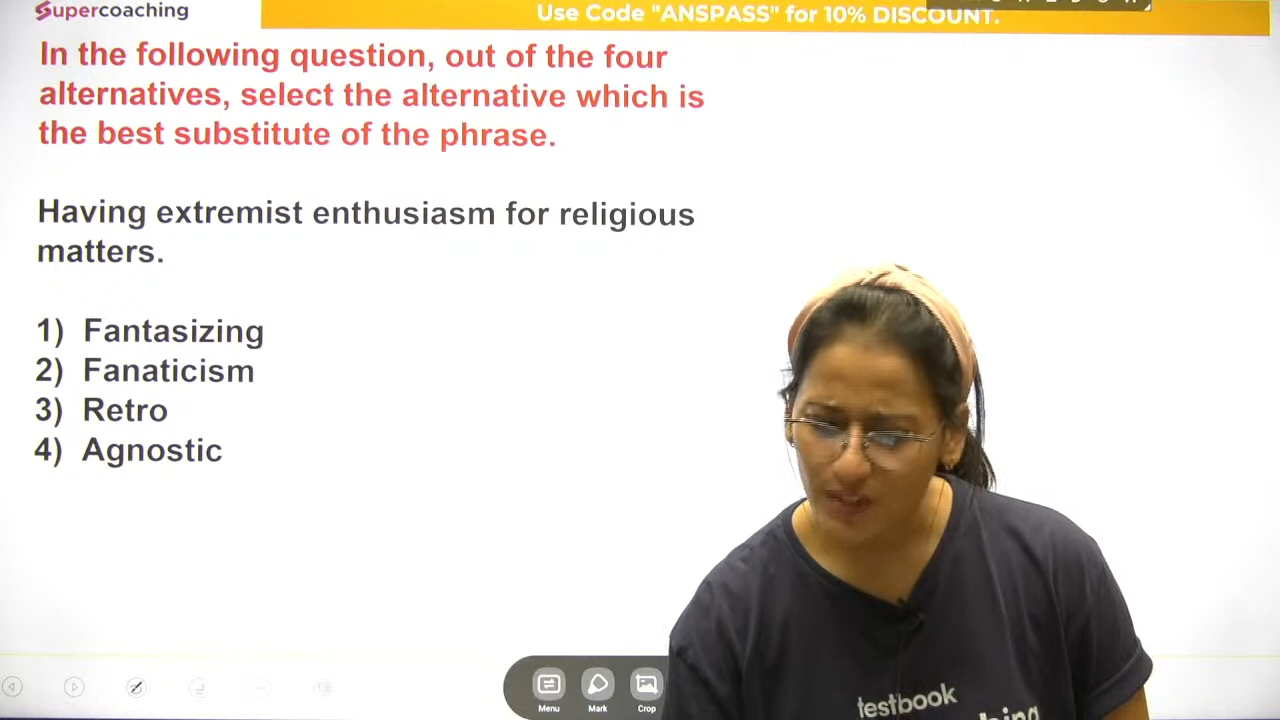 Supercoaching
Use Code "ANSPASS" for 10% DISCOUNT.
In the following question, out of the four
alternatives, select the alternative which is
the best substitute of the phrase.
Having extremist enthusiasm for religious
matters.
1) Fantasizing
2) Fanaticism
3) Retro
4) Agnostic
Menu
Mark
Crop
testbook